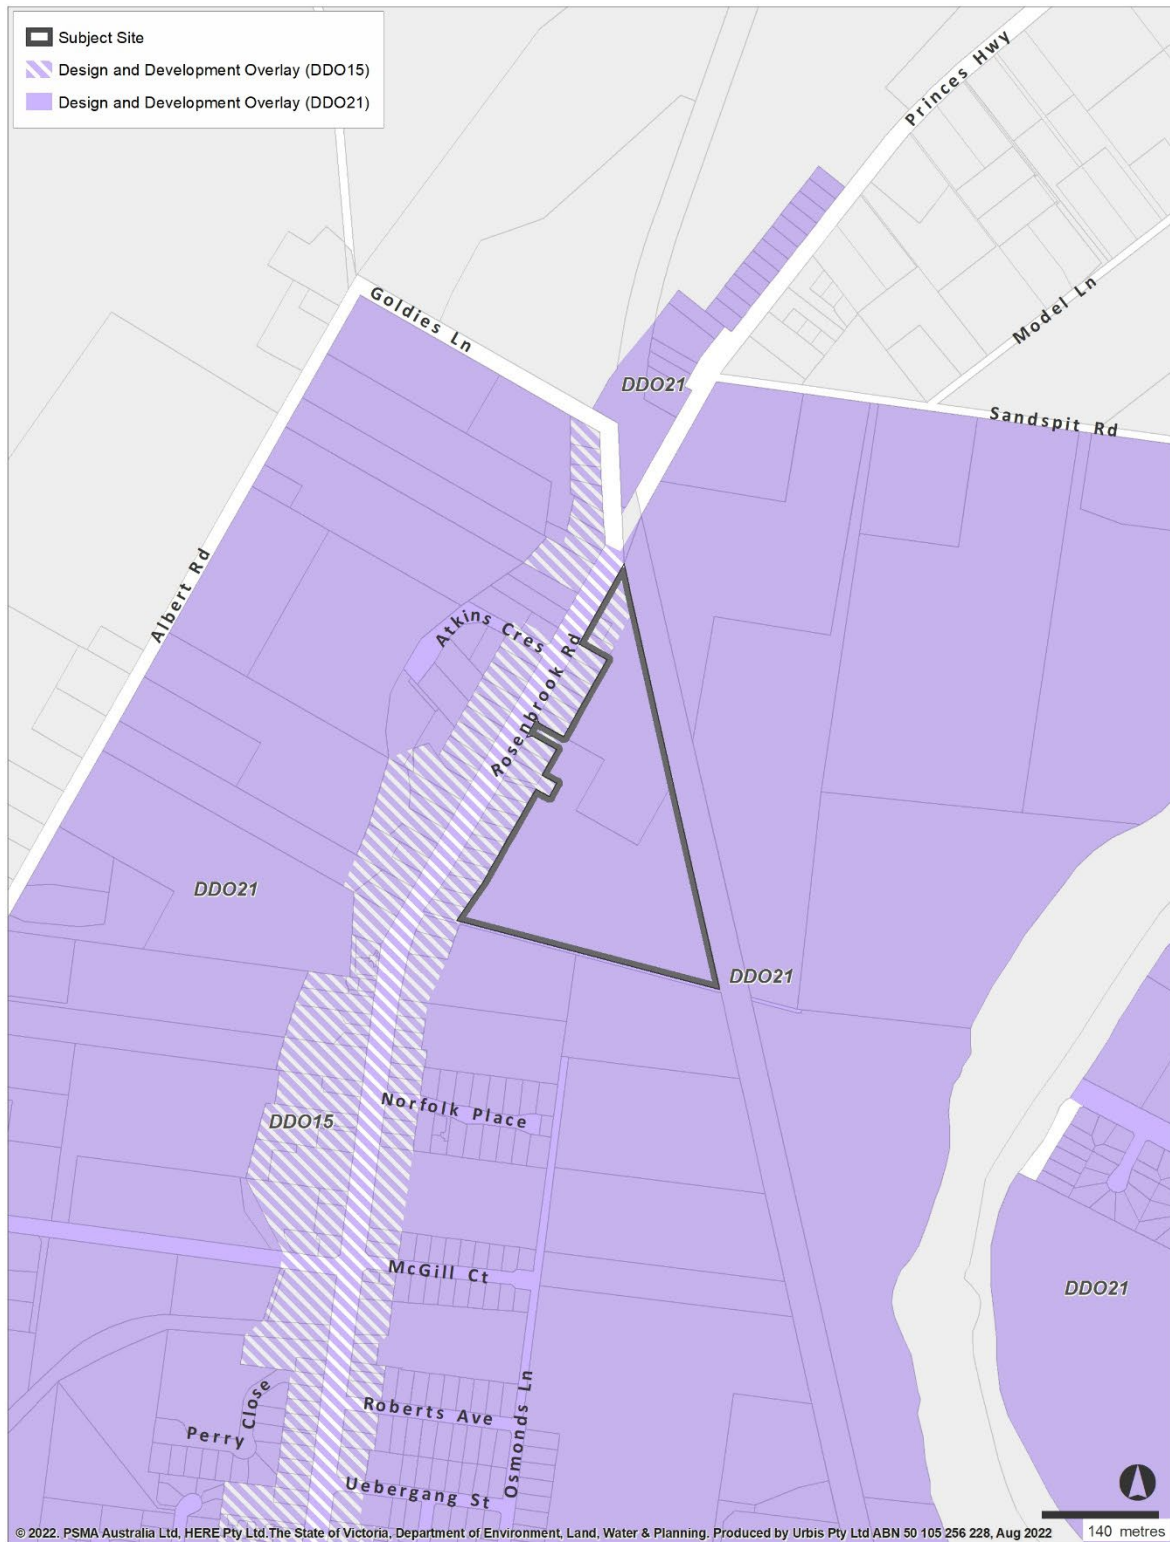 Subject Site
Design and Development Overlay (DDO15)
Design and Development Overlay (DDO21)
Princes Hwy
Model Ln
Goldies Ln
DDO21
Sandspit Rd
Albert Rd
Atkins Cres
Rosenbrook Rd
DDO21
DDO21
Norfolk Place
DDO15
McGill Ct
DDO21
Osmonds Ln
Roberts Ave
Perry Close
Uebergang St
140 metres
© 2022. PSMA Australia Ltd, HERE Pty Ltd.The State of Victoria, Department of Environment, Land, Water & Planning. Produced by Urbis Pty Ltd ABN 50 105 256 228, Aug 2022